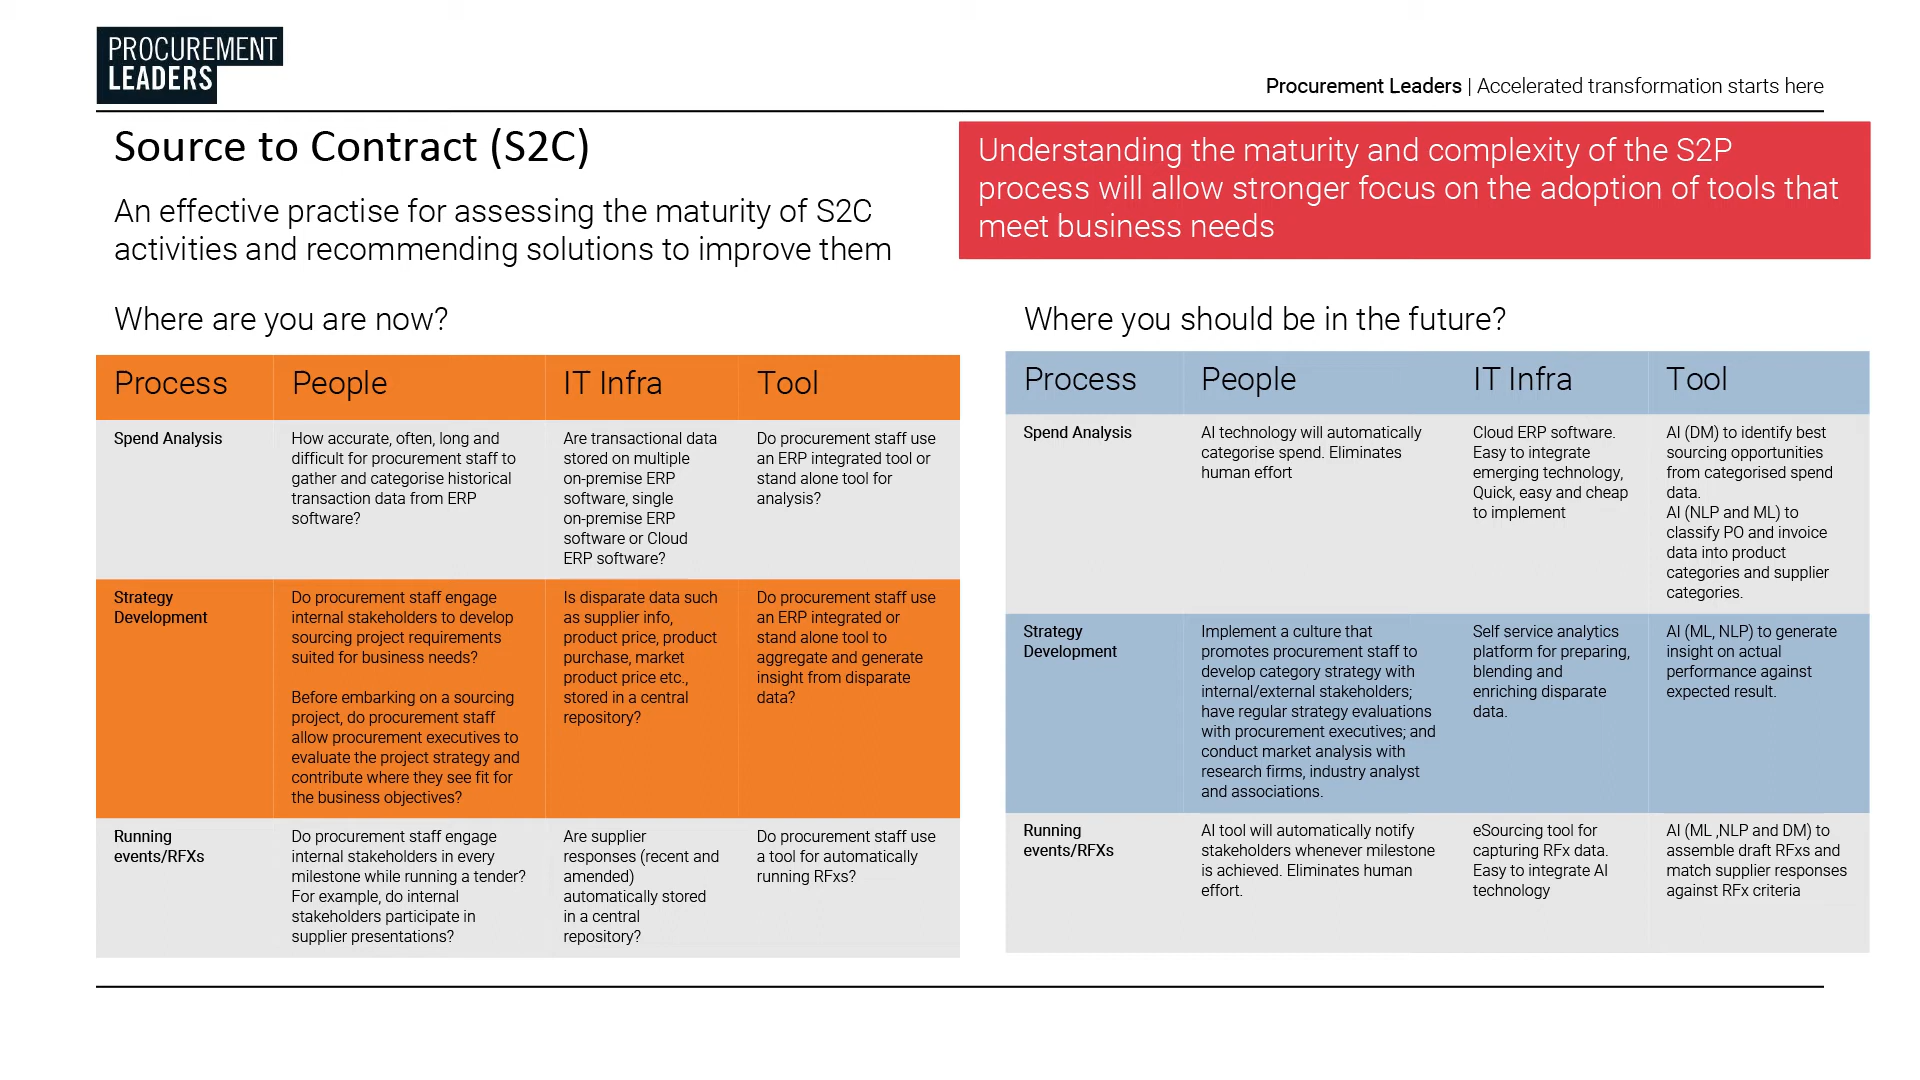 PROCUREMENT
LEADERS
Procurement Leaders | Accelerated transformation starts here
Source to Contract (S2C)
An effective practise for assessing the maturity of S2C
activities and recommending solutions to improve them
Understanding the maturity and complexity of the S2P
process will allow stronger focus on the adoption of tools that
meet business needs
Where are you are now?
Process
People
IT Infra
Tool
Spend Analysis
How accurate, often, long and
difficult for procurement staff to
gather and categorise historical
transaction data from ERP
software?
Are transactional data
stored on multiple
on-premise ERP
software, single
on-premise ERP
software or Cloud
ERP software?
Do procurement staff use
an ERP integrated tool or
stand alone tool for
analysis?
Strategy
Development
Do procurement staff engage
internal stakeholders to develop
sourcing project requirements
suited for business needs?
Before embarking on a sourcing
project, do procurement staff
allow procurement executives to
evaluate the project strategy and
contribute where they see fit for
the business objectives?
Is disparate data such
as supplier info,
product price, product
purchase, market
product price etc.,
stored in a central
repository?
Do procurement staff use
an ERP integrated or
stand alone tool to
aggregate and generate
insight from disparate
data?
Running
events/RFXs
Do procurement staff engage
internal stakeholders in every
milestone while running a tender?
For example, do internal
stakeholders participate in
supplier presentations?
Are supplier
responses (recent and
amended)
automatically stored
in a central
repository?
Do procurement staff use
a tool for automatically
running RFxs?
Where you should be in the future?
Process
People
IT Infra
Tool
Spend Analysis
AI technology will automatically
categorise spend. Eliminates
human effort
Cloud ERP software.
Easy to integrate
emerging technology,
Quick, easy and cheap
to implement
AI (DM) to identify best
sourcing opportunities
from categorised spend
data.
AI (NLP and ML) to
classify PO and invoice
data into product
categories and supplier
categories.
Strategy
Development
Implement a culture that
promotes procurement staff to
develop category strategy with
internal/external stakeholders;
have regular strategy evaluations
with procurement executives; and
conduct market analysis with
research firms, industry analyst
and associations.
Self service analytics
platform for preparing,
blending and
enriching disparate
data.
AI (ML, NLP) to generate
insight on actual
performance against
expected result.
Running
events/RFXs
AI tool will automatically notify
stakeholders whenever milestone
is achieved. Eliminates human
effort.
eSourcing tool for
capturing RFx data.
Easy to integrate AI
technology
AI (ML ,NLP and DM) to
assemble draft RFxs and
match supplier responses
against RFx criteria